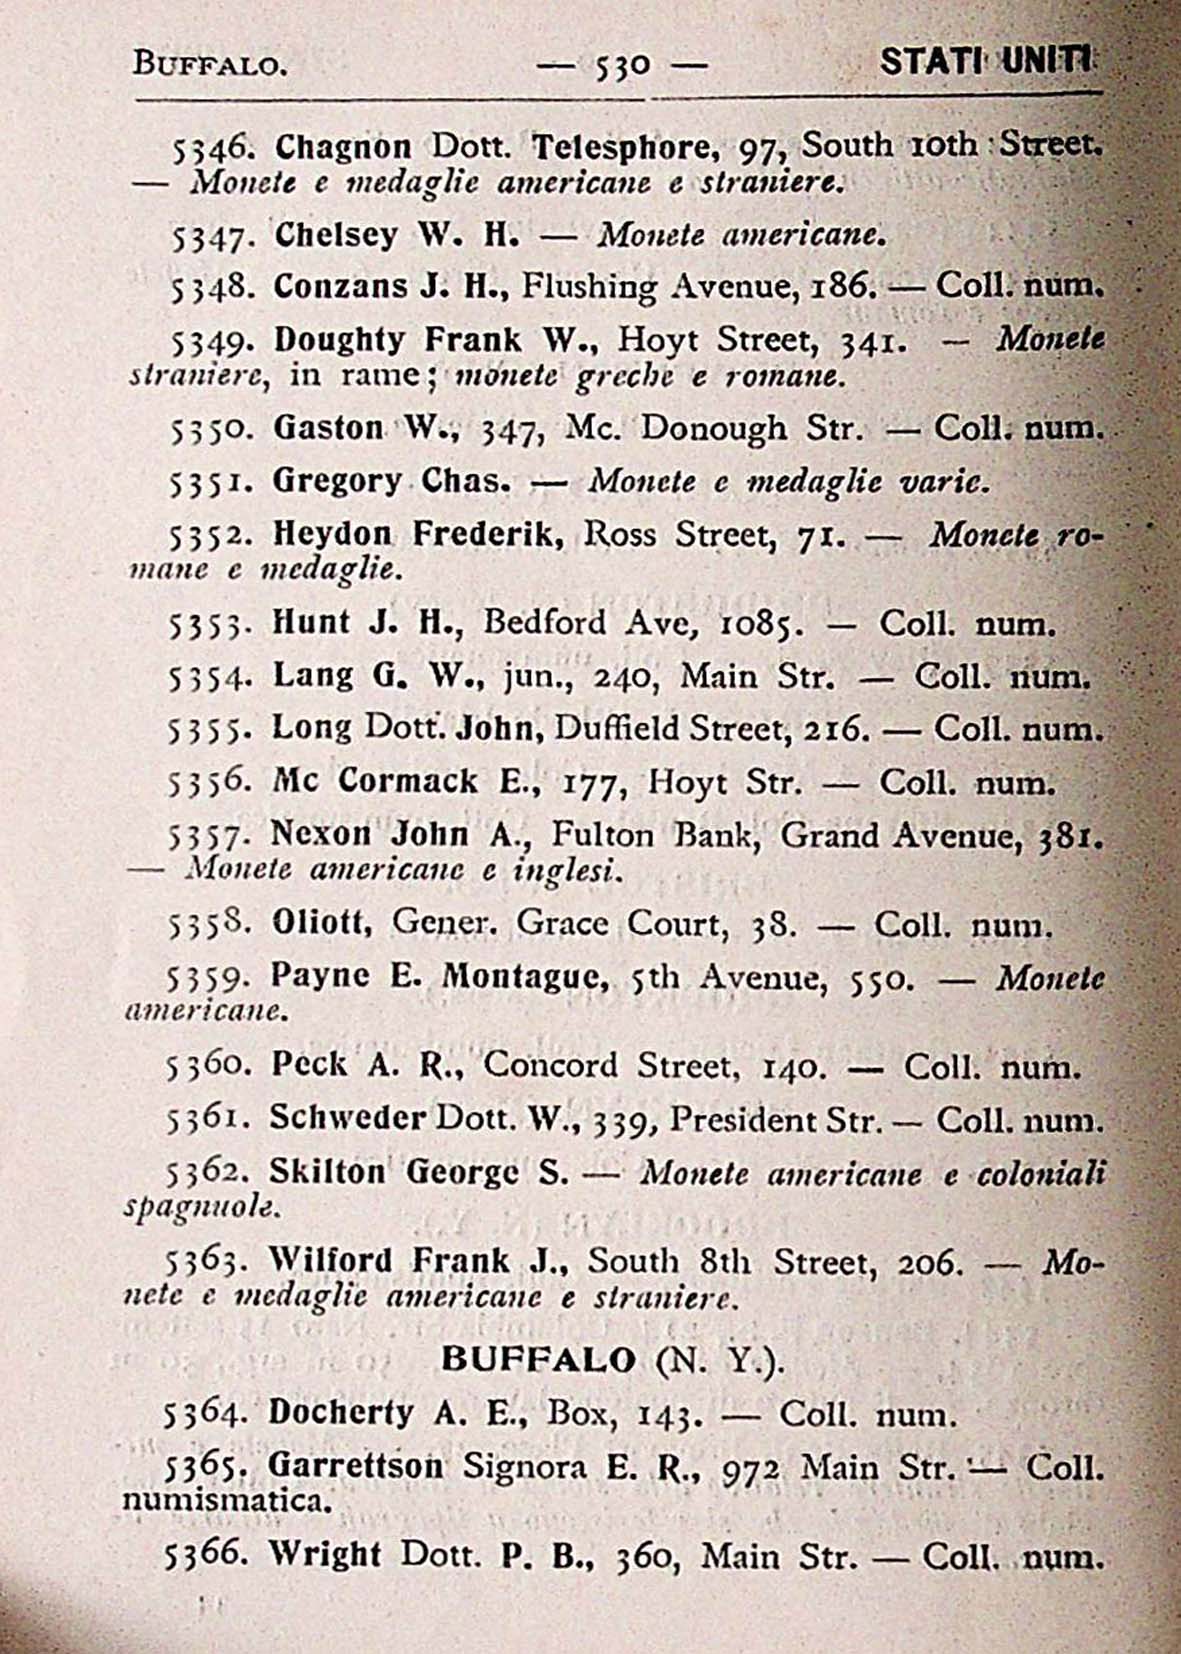 BUFFALO. — 530 — STATI UNITI
5346. Chagnon Dott. Telesphore, 97, South 10th Street.
— Monete e medaglie americane e straniere.
5347. Chelsey W. H. — Monete americane.
5348. Conzans J. H., Flushing Avenue, 186. — Coll. num.
5349. Doughty Frank W., Hoyt Street, 341. — Monete
straniere, in rame; monete greche e romane.
5350. Gaston W., 347, Mc. Donough Str. — Coll. num.
5351. Gregory Chas. — Monete e medaglie varie.
5352. Heydon Frederik, Ross Street, 71. — Monete ro-
mane e medaglie.
5353. Hunt J. H., Bedford Ave, 1085. — Coll. num.
5354. Lang G. W., jun., 240, Main Str. — Coll. num.
5355. Long Dott. John, Duffield Street, 216. — Coll. num.
5356. Mc Cormack E., 177, Hoyt Str. — Coll. num.
5357. Nexon John A., Fulton Bank, Grand Avenue, 381.
— Monete americane e inglesi.
5358. Oliott, Gener. Grace Court, 38. — Coll. num.
5359. Payne E. Montague, 5th Avenue, 550. — Monete
americane.
5360. Peck A. R., Concord Street, 140. — Coll. num.
5361. Schweder Dott. W., 339, President Str. — Coll. num.
5362. Skilton George S. — Monete americane e coloniali
spagnuole.
5363. Wilford Frank J., South 8th Street, 206. — Mo-
nete e medaglie americane e straniere.
BUFFALO (N. Y.).
5364. Docherty A. E., Box, 143. — Coll. num.
5365. Garrettson Signora E. R., 972 Main Str. — Coll.
numismatica.
5366. Wright Dott. P. B., 360, Main Str. — Coll. num.